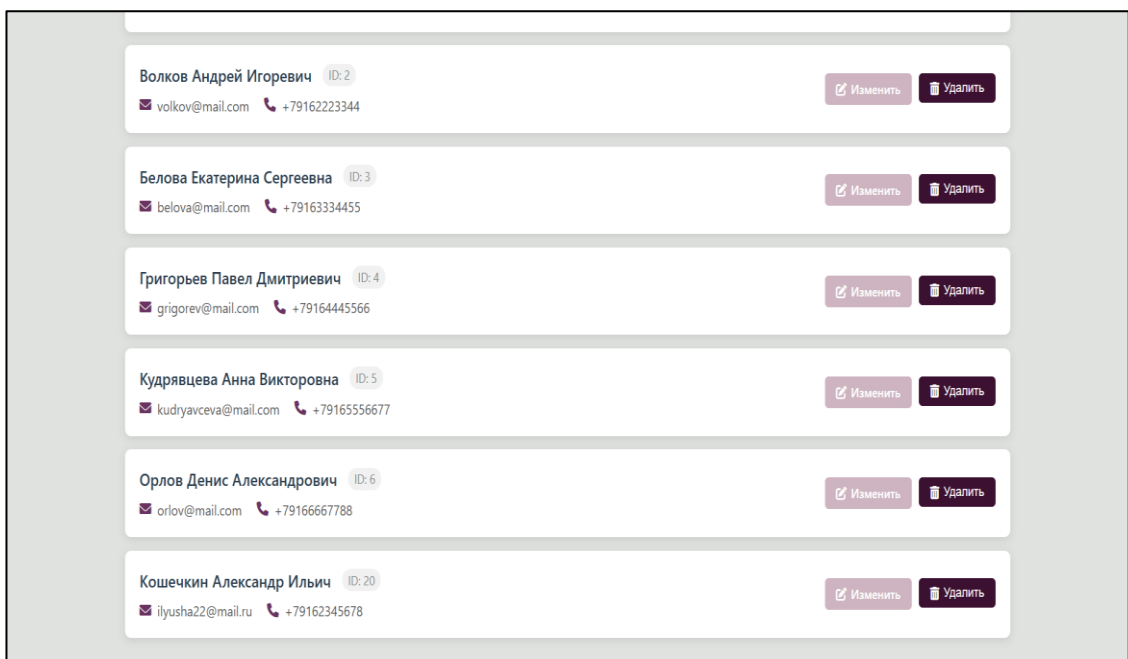 Волков Андрей Игоревич ID: 2
volkov@mail.com +79162223344
Изменить Удалить
Белова Екатерина Сергеевна ID: 3
belova@mail.com +79163334455
Изменить Удалить
Григорьев Павел Дмитриевич ID: 4
grigorev@mail.com +79164445566
Изменить Удалить
Кудрявцева Анна Викторовна ID: 5
kudryavceva@mail.com +79165556677
Изменить Удалить
Орлов Денис Александрович ID: 6
orlov@mail.com +79166667788
Изменить Удалить
Кошечкин Александр Ильич ID: 20
ilyusha22@mail.ru +79162345678
Изменить Удалить